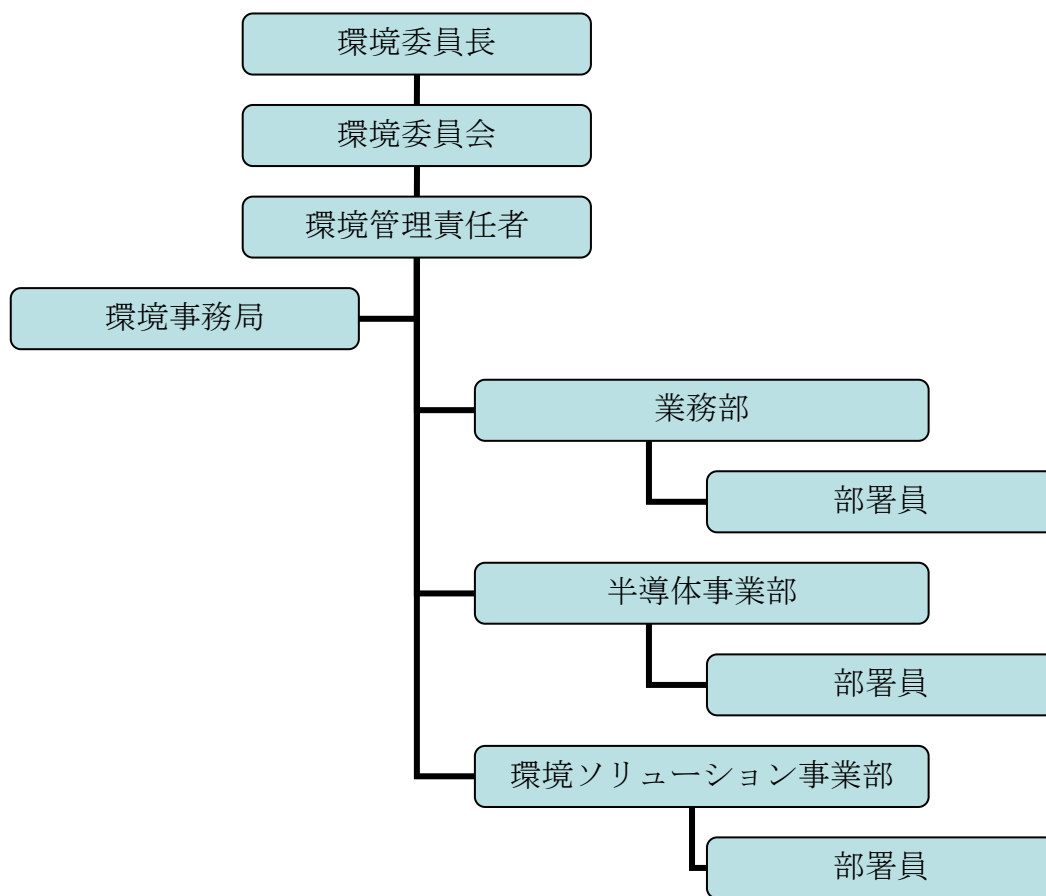 環境委員長
環境委員会
環境管理責任者
環境事務局
業務部
部署員
半導体事業部
部署員
環境ソリューション事業部
部署員